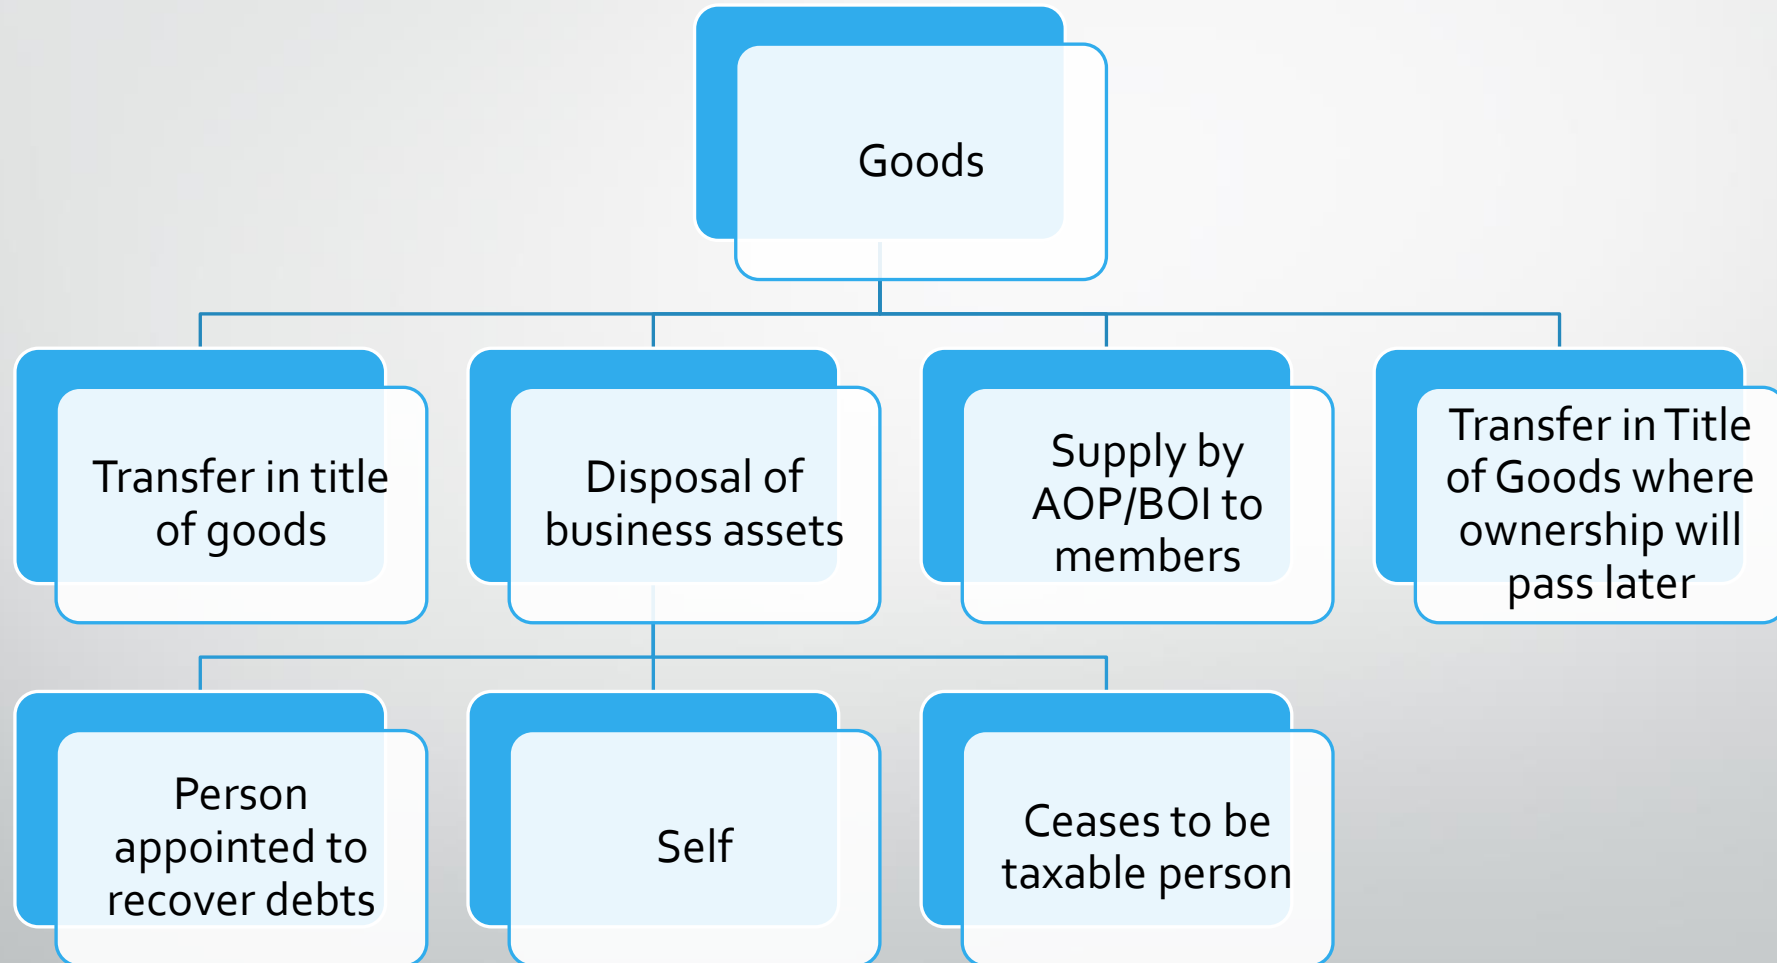 Goods
Transfer in title
of goods
Disposal of
business assets
Supply by
AOP/BOI to
members
Transfer in Title
of Goods where
ownership will
pass later
Person
appointed to
recover debts
Self
Ceases to be
taxable person